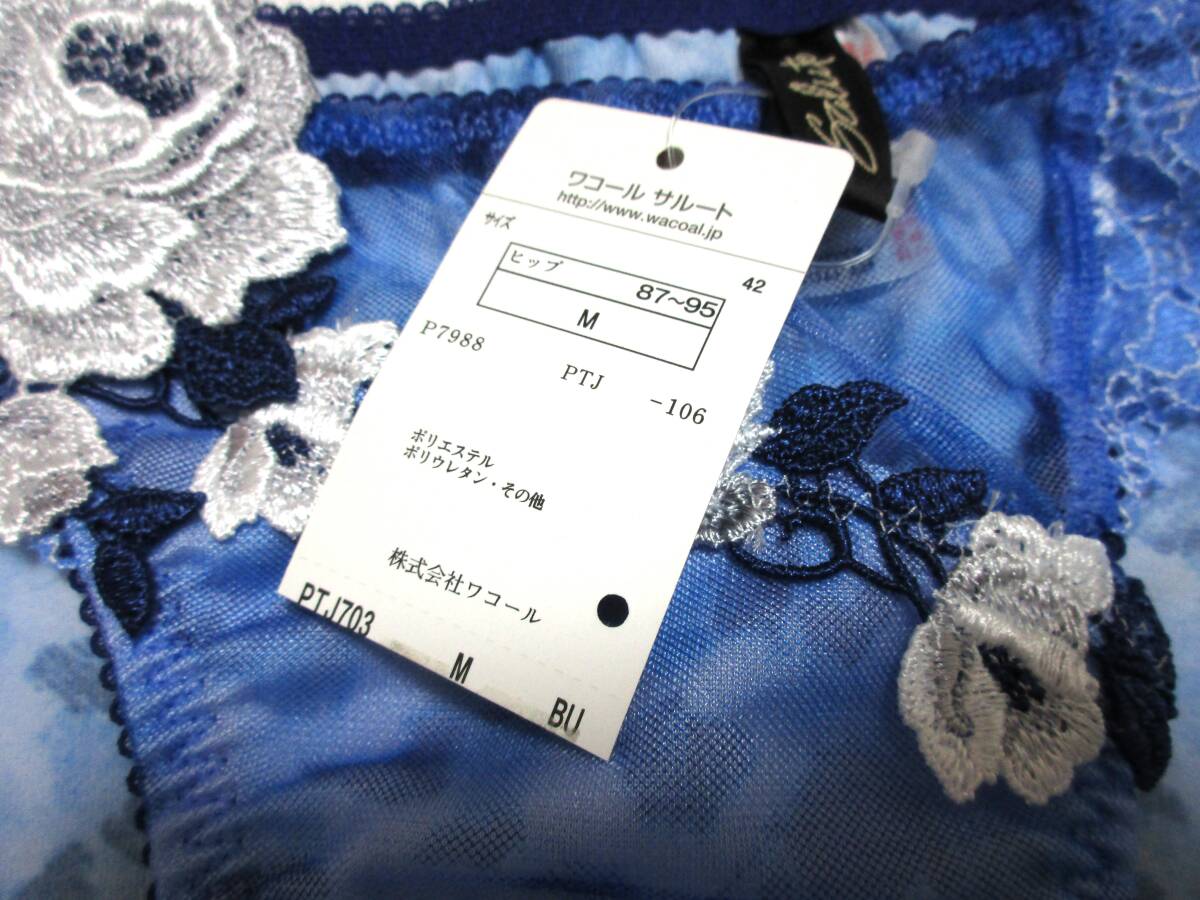 Salute
ワコール サルート
http://www.wacoal.jp
サイズ
42
ヒップ
87~95
M
P7988
PTJ
-106
ポリエステル
ポリウレタン・その他
株式会社ワコール
PTJ703
M
BU